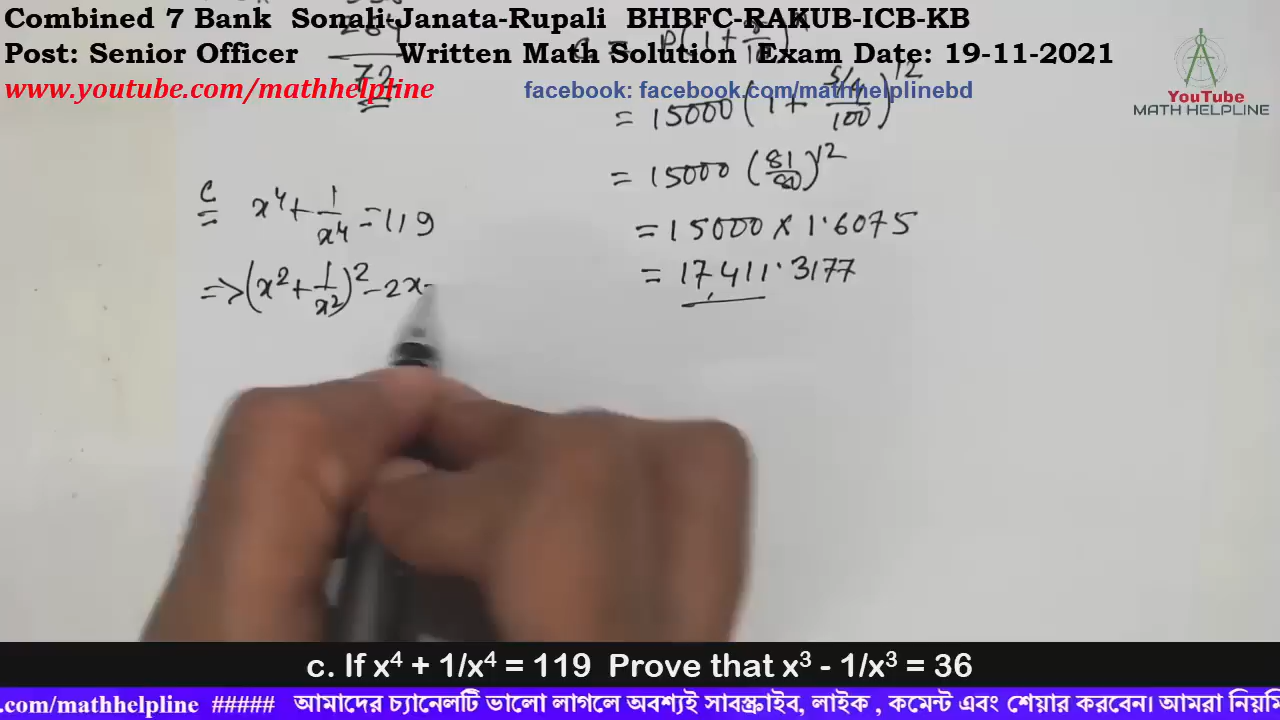 Combined 7 Bank Sonali-Janata-Rupali BHBFC-RAKUB-ICB-KB
Post: Senior Officer Written Math Solution Exam Date: 19-11-2021
www.youtube.com/mathhelpline facebook: facebook.com/mathhelplinebd
YouTube
MATH HELPLINE
72
= 15000 (1 + 5/4/100)^12
= 15000 (81/80)^12
= 15000 × 1.6075
= 17,411.3177
C
= x⁴ + 1/x⁴ = 119
=> (x² + 1/x²)² - 2x
c. If x⁴ + 1/x⁴ = 119 Prove that x³ - 1/x³ = 36
.com/mathhelpline ##### আমাদের চ্যানেলটি ভালো লাগলে অবশ্যই সাবস্ক্রাইব, লাইক , কমেন্ট এবং শেয়ার করবেন। আমরা নিয়মি